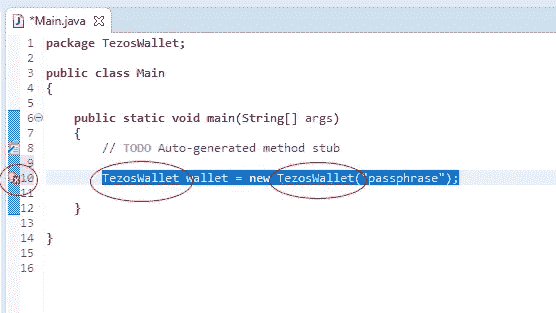 *Main.java
1 package TezosWallet;
2
3 public class Main
4 {
5
6 public static void main(String[] args)
7 {
8 // TODO Auto-generated method stub
9
10 TezosWallet wallet = new TezosWallet("passphrase");
11
12 }
13
14 }
15
16